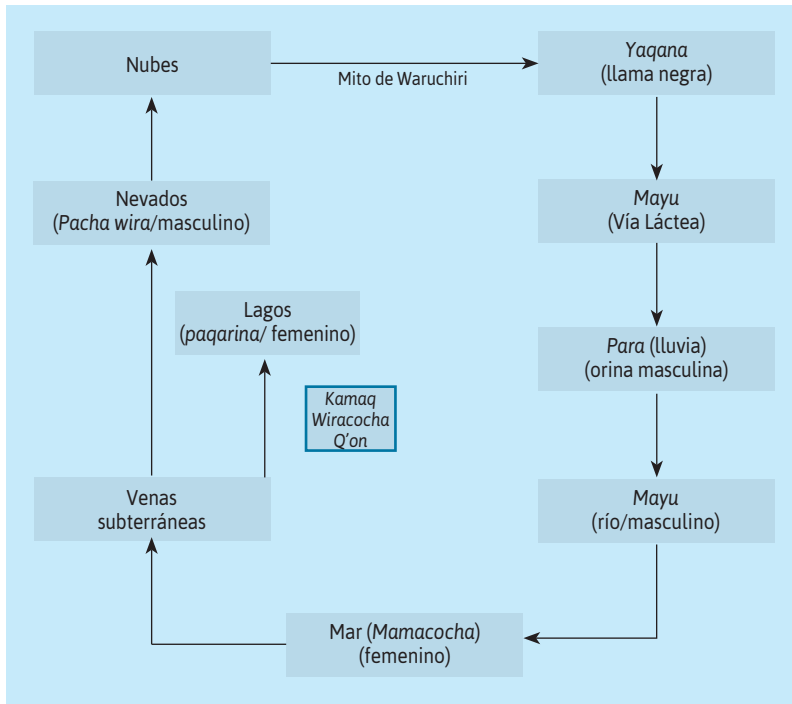 Nubes
Mito de Waruchiri
Yaqana
(llama negra)
Nevados
(Pacha wira/masculino)
Mayu
(Vía Láctea)
Lagos
(paqarina/ femenino)
Para (lluvia)
(orina masculina)
Kamaq
Wiracocha
Q'on
Venas
subterráneas
Mayu
(río/masculino)
Mar (Mamacocha)
(femenino)